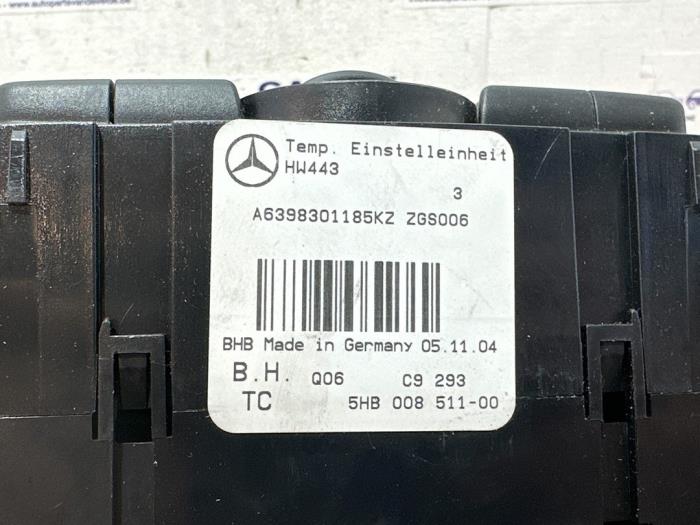 Temp. Einstelleinheit
HW443
3
A6398301185KZ ZGS006
BHB Made in Germany 05.11.04
B.H. Q06 C9 293
TC 5HB 008 511-00